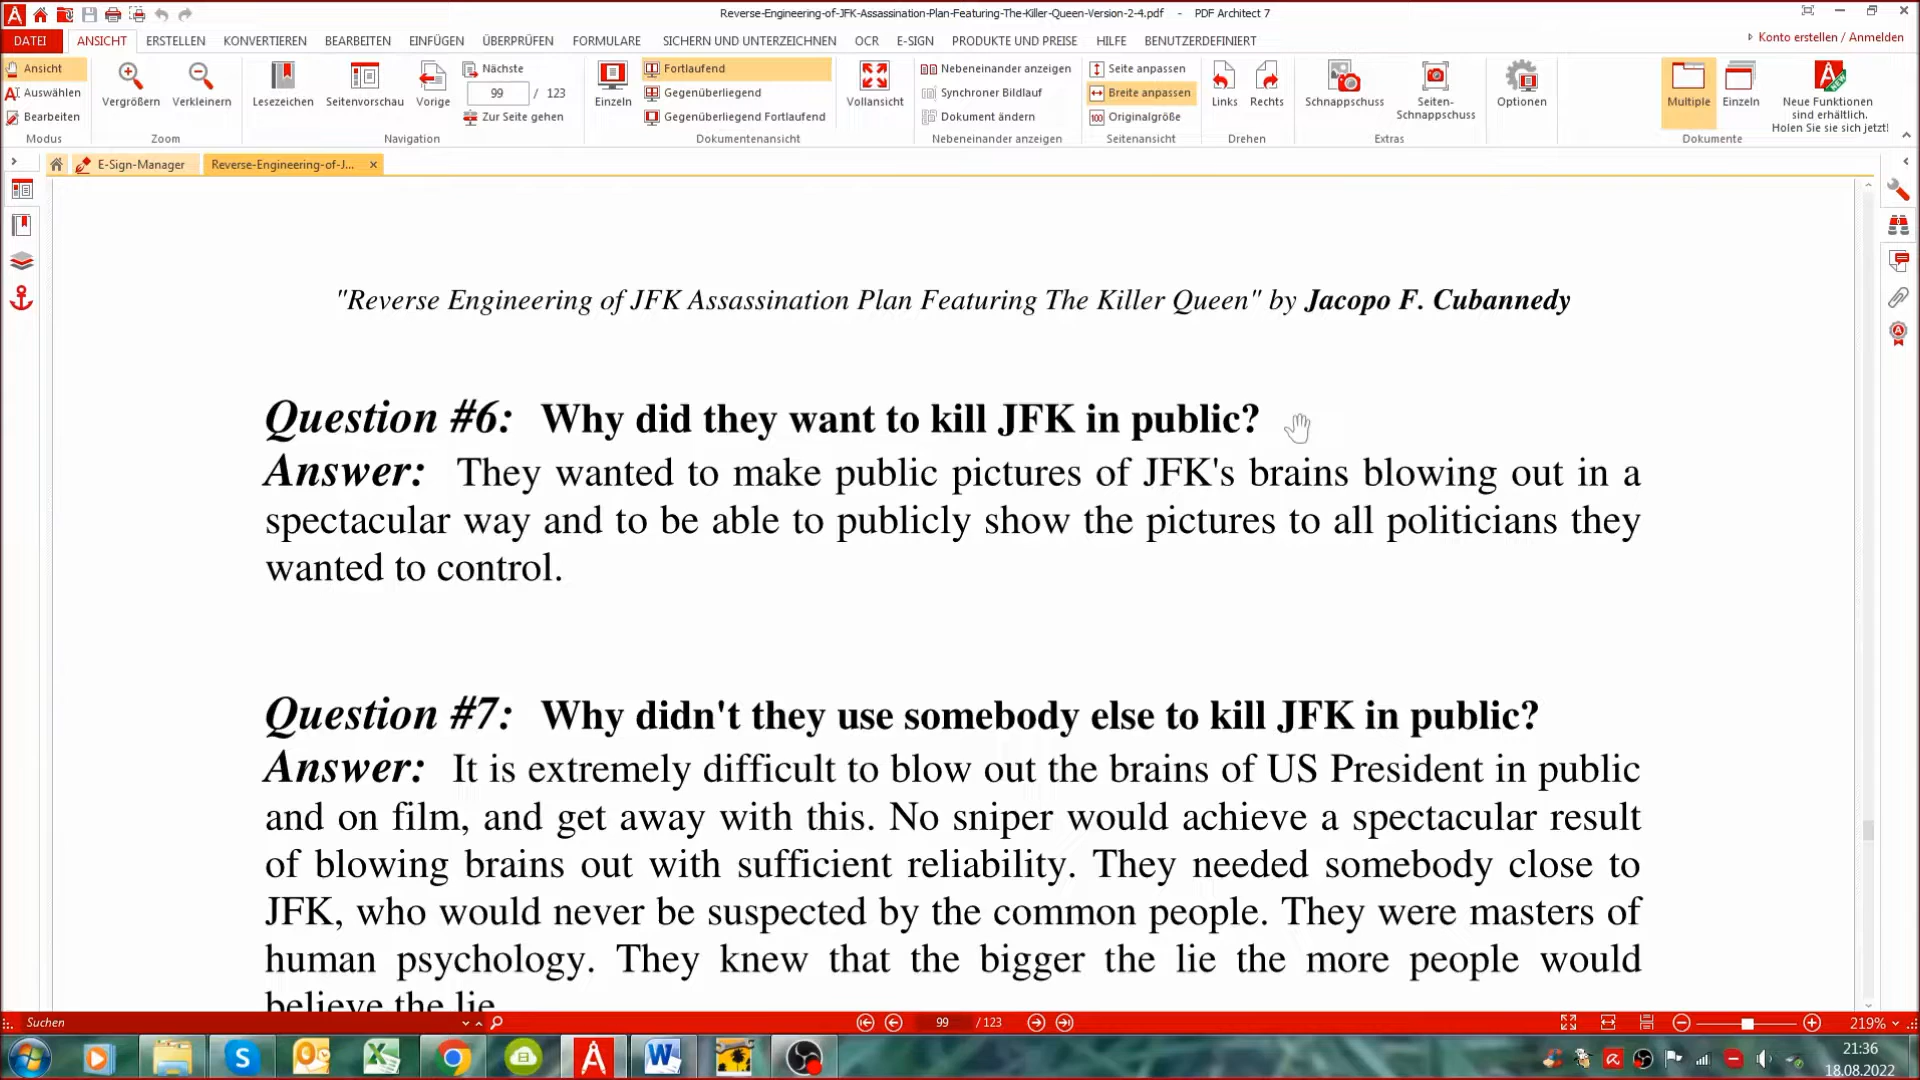 Reverse-Engineering-of-JFK-Assassination-Plan-Featuring-The-Killer-Queen-Version-2-4.pdf - PDF Architect 7
DATEI ANSICHT ERSTELLEN KONVERTIEREN BEARBEITEN EINFÜGEN ÜBERPRÜFEN FORMULARE SICHERN UND UNTERZEICHNEN OCR E-SIGN PRODUKTE UND PREISE HILFE BENUTZERDEFINIERT Konto erstellen / Anmelden
Ansicht
Auswählen
Bearbeiten
Modus
Vergrößern Verkleinern
Zoom
Lesezeichen Seitenvorschau Vorige
Nächste
99 / 123
Zur Seite gehen
Navigation
Einzeln
Fortlaufend
Gegenüberliegend
Gegenüberliegend Fortlaufend
Dokumentansicht
Vollansicht
Nebeneinander anzeigen
Synchroner Bildlauf
Dokument ändern
Nebeneinander anzeigen
Seite anpassen
Breite anpassen
100 Originalgröße
Seitenansicht
Links Rechts
Drehen
Schnappschuss
Seiten-
Schnappschuss
Extras
Optionen
Multiple Einzeln
Dokumente
NEW
Neue Funktionen
sind erhältlich.
Holen Sie sie sich jetzt!
E-Sign-Manager Reverse-Engineering-of-J...
"Reverse Engineering of JFK Assassination Plan Featuring The Killer Queen" by Jacopo F. Cubannedy
Question #6: Why did they want to kill JFK in public?
Answer: They wanted to make public pictures of JFK's brains blowing out in a
spectacular way and to be able to publicly show the pictures to all politicians they
wanted to control.
Question #7: Why didn't they use somebody else to kill JFK in public?
Answer: It is extremely difficult to blow out the brains of US President in public
and on film, and get away with this. No sniper would achieve a spectacular result
of blowing brains out with sufficient reliability. They needed somebody close to
JFK, who would never be suspected by the common people. They were masters of
human psychology. They knew that the bigger the lie the more people would
believe the lie
Suchen 99 / 123 219%
21:36
18.08.2022